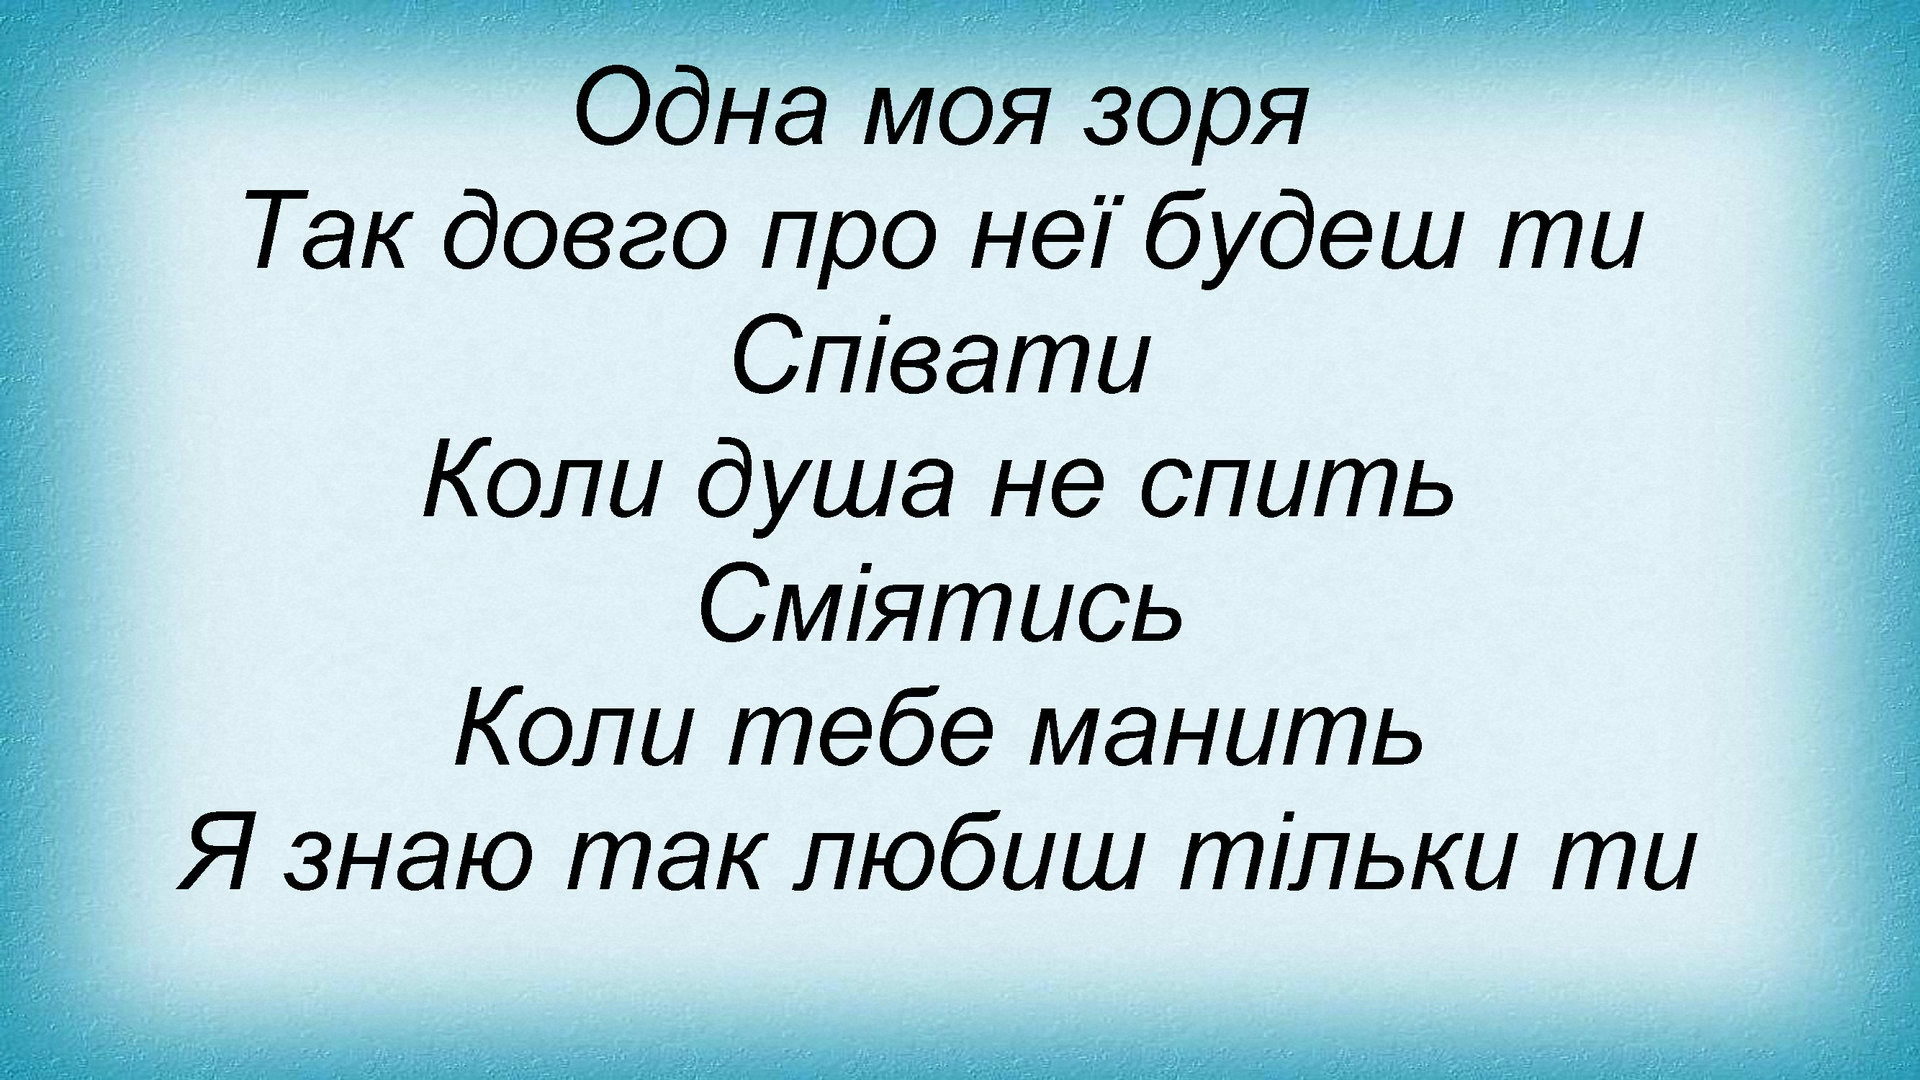 Одна моя зоря
Так довго про неї будеш ти
Співати
Коли душа не спить
Сміятись
Коли тебе манить
Я знаю так любиш тільки ти